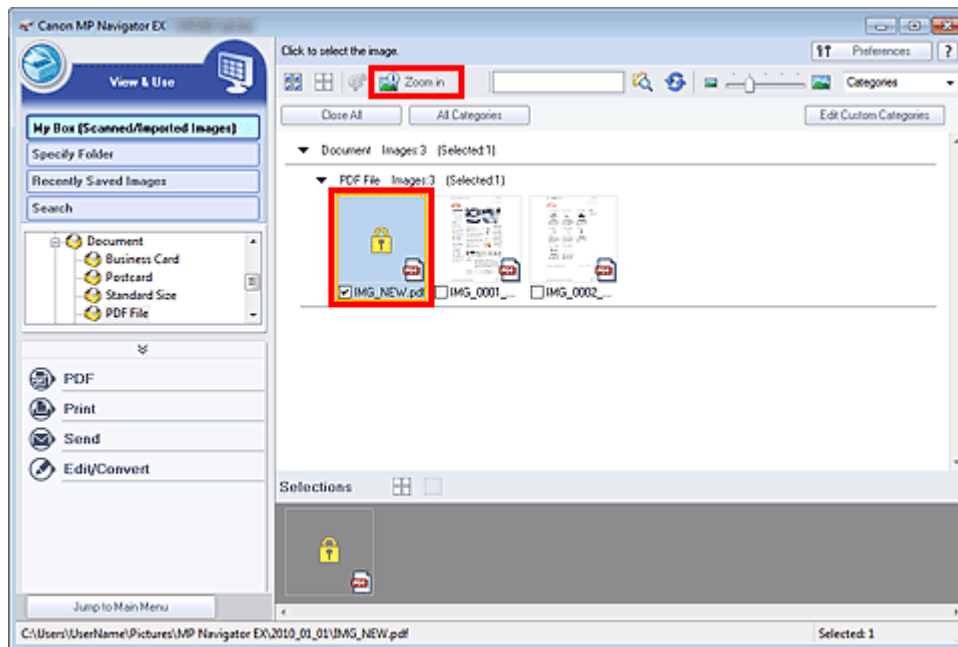 Canon MP Navigator EX
Click to select the image.
Preferences
?
View & Use
Zoom in
Categories
Close All
All Categories
Edit Custom Categories
My Box (Scanned/Imported Images)
Specify Folder
Recently Saved Images
Search
Document Images:3 (Selected:1)
PDF File Images:3 (Selected:1)
IMG_NEW.pdf
IMG_0001_...
IMG_0002_...
Document
Business Card
Postcard
Standard Size
PDF File
PDF
Print
Send
Edit/Convert
Selections
Jump to Main Menu
C:\Users\UserName\Pictures\MP Navigator EX\2010_01_01\IMG_NEW.pdf
Selected: 1